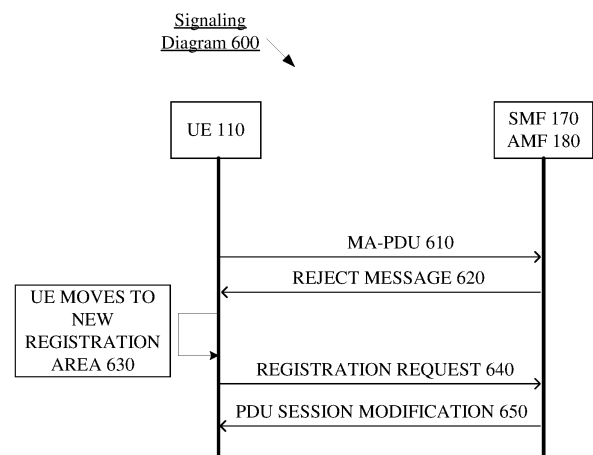 Signaling
Diagram 600
UE 110
SMF 170
AMF 180
MA-PDU 610
REJECT MESSAGE 620
UE MOVES TO
NEW
REGISTRATION
AREA 630
REGISTRATION REQUEST 640
PDU SESSION MODIFICATION 650